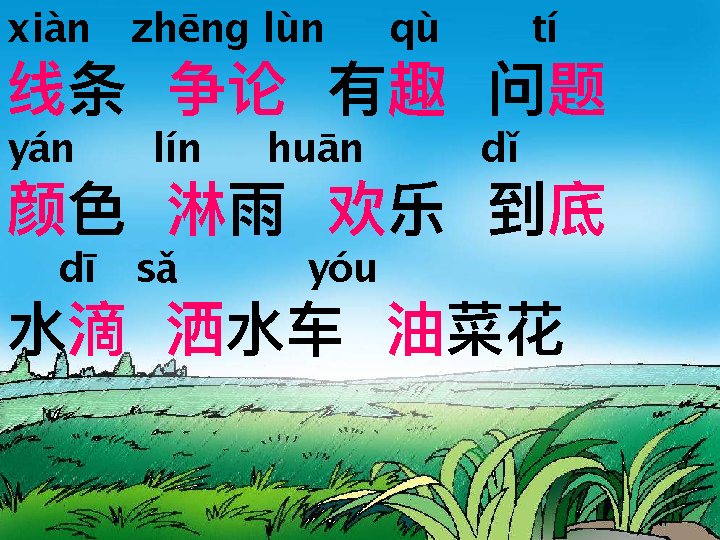 xiàn zhēng lùn qù tí
线条 争论 有趣 问题
yán lín huān dǐ
颜色 淋雨 欢乐 到底
dī sǎ yóu
水滴 洒水车 油菜花